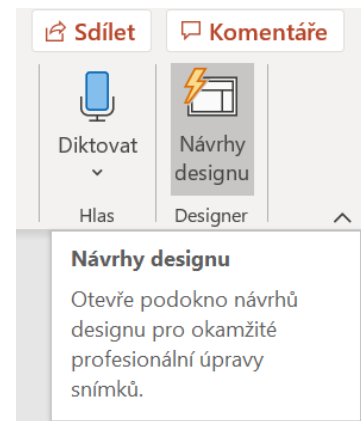 Sdílet Komentáře
Diktovat Návrhy
designu
Hlas Designer
Návrhy designu
Otevře podokno návrhů
designu pro okamžité
profesionální úpravy
snímků.